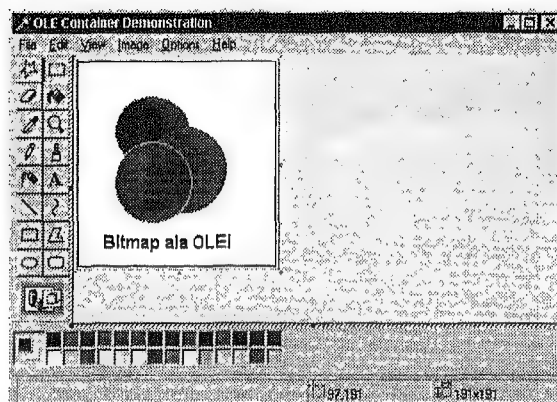 OLE Container Demonstration
File Edit View Image Options Help
A
Bitmap ala OLE!
97,191 191x191